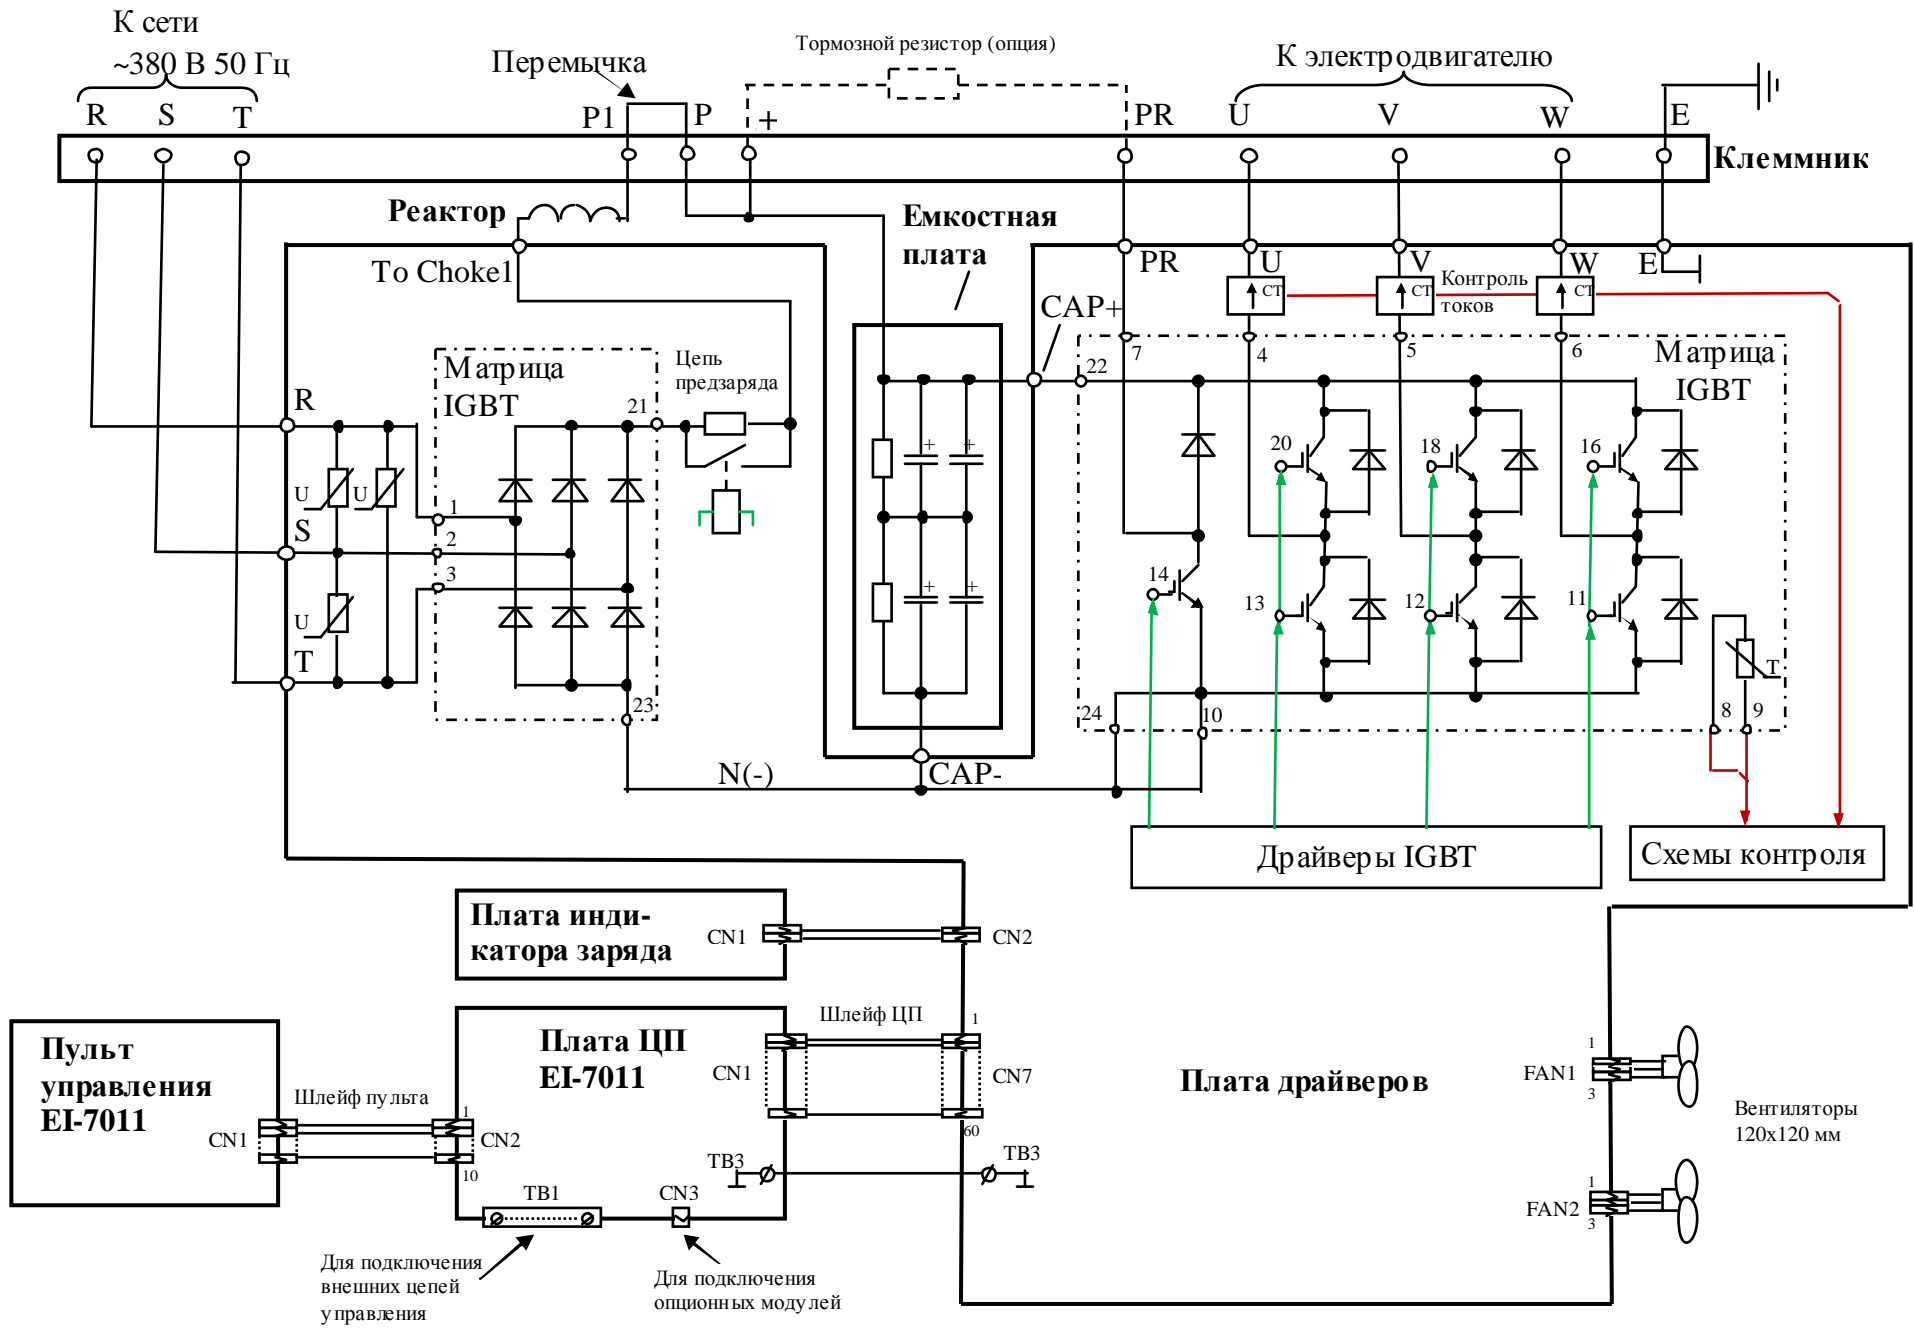 К сети
~380 В 50 Гц
R
S
T
Перемычка
P1
P
+
Тормозной резистор (опция)
PR
К электродвигателю
U
V
W
E
Клеммник
Реактор
To Choke1
Емкостная
плата
CAP+
PR
U
V
W
E
CT
CT
CT
Контроль
токов
Матрица
IGBT
21
Цепь
предзаряда
7
4
5
6
22
Матрица
IGBT
R
S
T
U
U
U
1
2
3
23
+
+
+
+
20
18
16
14
13
12
11
T
24
10
8
9
N(-)
CAP-
Драйверы IGBT
Схемы контроля
Плата инди-
катора заряда
CN1
CN2
Пульт
управления
EI-7011
CN1
Шлейф пульта
1
CN2
10
Плата ЦП
EI-7011
CN1
Шлейф ЦП
1
CN7
60
TB3
TB3
TB1
CN3
Для подключения
внешних цепей
управления
Для подключения
опционных модулей
Плата драйверов
1
FAN1
3
1
FAN2
3
Вентиляторы
120x120 мм